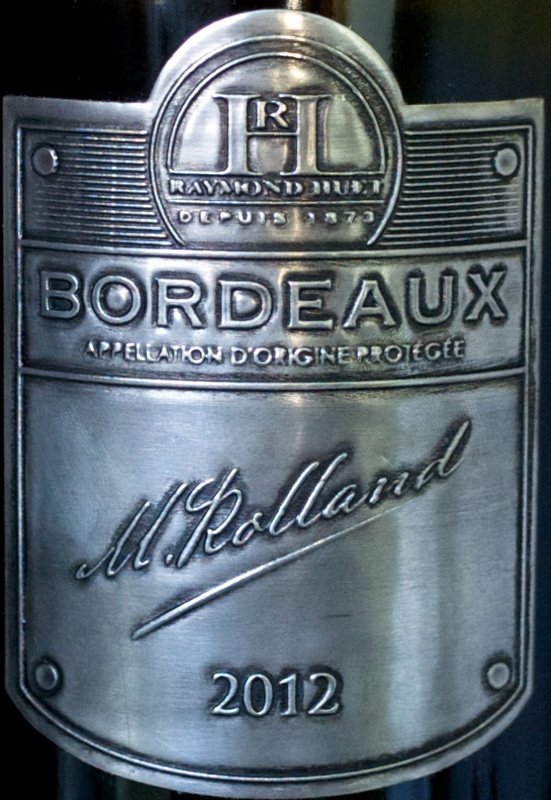 RH
RAYMOND HUET
DEPUIS 1873
BORDEAUX
APPELLATION D'ORIGINE PROTÉGÉE
M. Rolland
2012